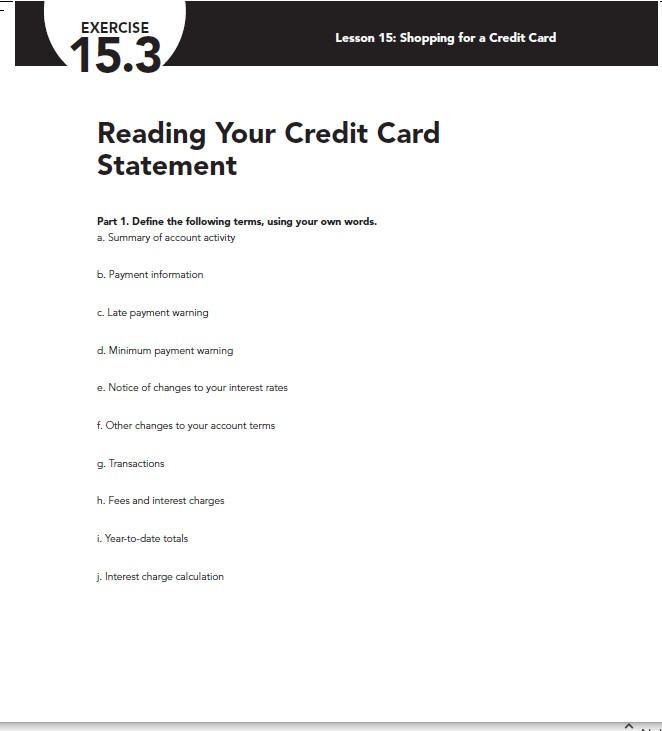 EXERCISE
15.3
Lesson 15: Shopping for a Credit Card
Reading Your Credit Card
Statement
Part 1. Define the following terms, using your own words.
a. Summary of account activity
b. Payment information
c. Late payment warning
d. Minimum payment warning
e. Notice of changes to your interest rates
f. Other changes to your account terms
g. Transactions
h. Fees and interest charges
i. Year-to-date totals
j. Interest charge calculation